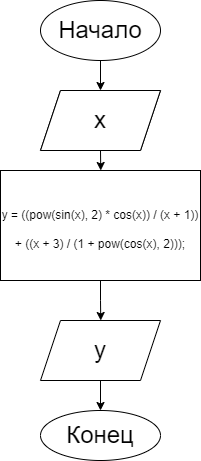 Начало
x
y = ((pow(sin(x), 2) * cos(x)) / (x + 1))
+ ((x + 3) / (1 + pow(cos(x), 2)));
y
Конец